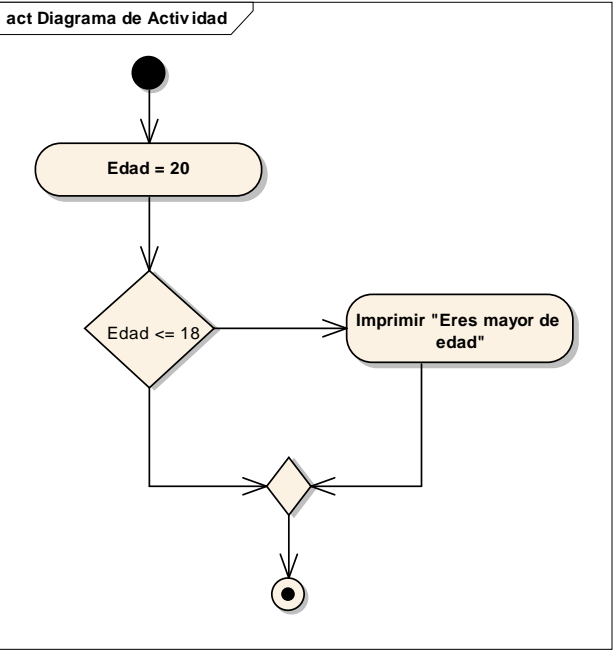 act Diagrama de Actividad
Edad = 20
Edad <= 18
Imprimir "Eres mayor de
edad"